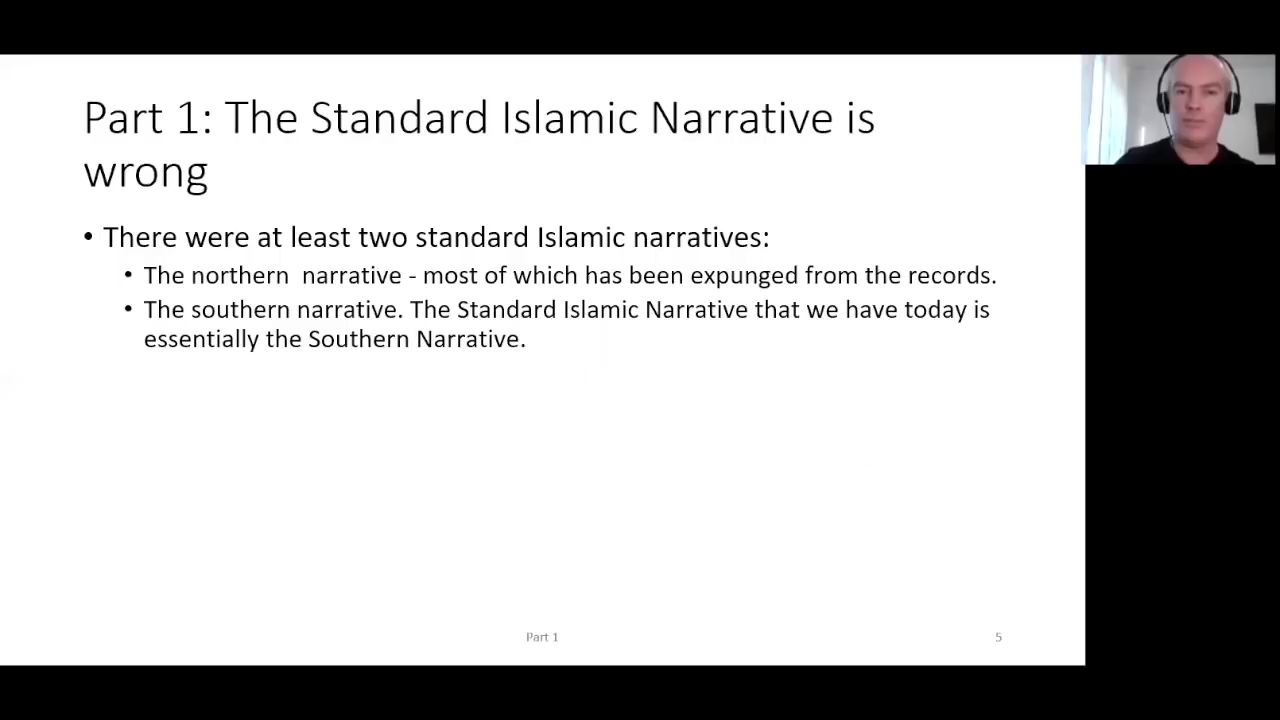 Part 1: The Standard Islamic Narrative is
wrong
• There were at least two standard Islamic narratives:
• The northern  narrative - most of which has been expunged from the records.
• The southern narrative. The Standard Islamic Narrative that we have today is
essentially the Southern Narrative.
Part 1
5